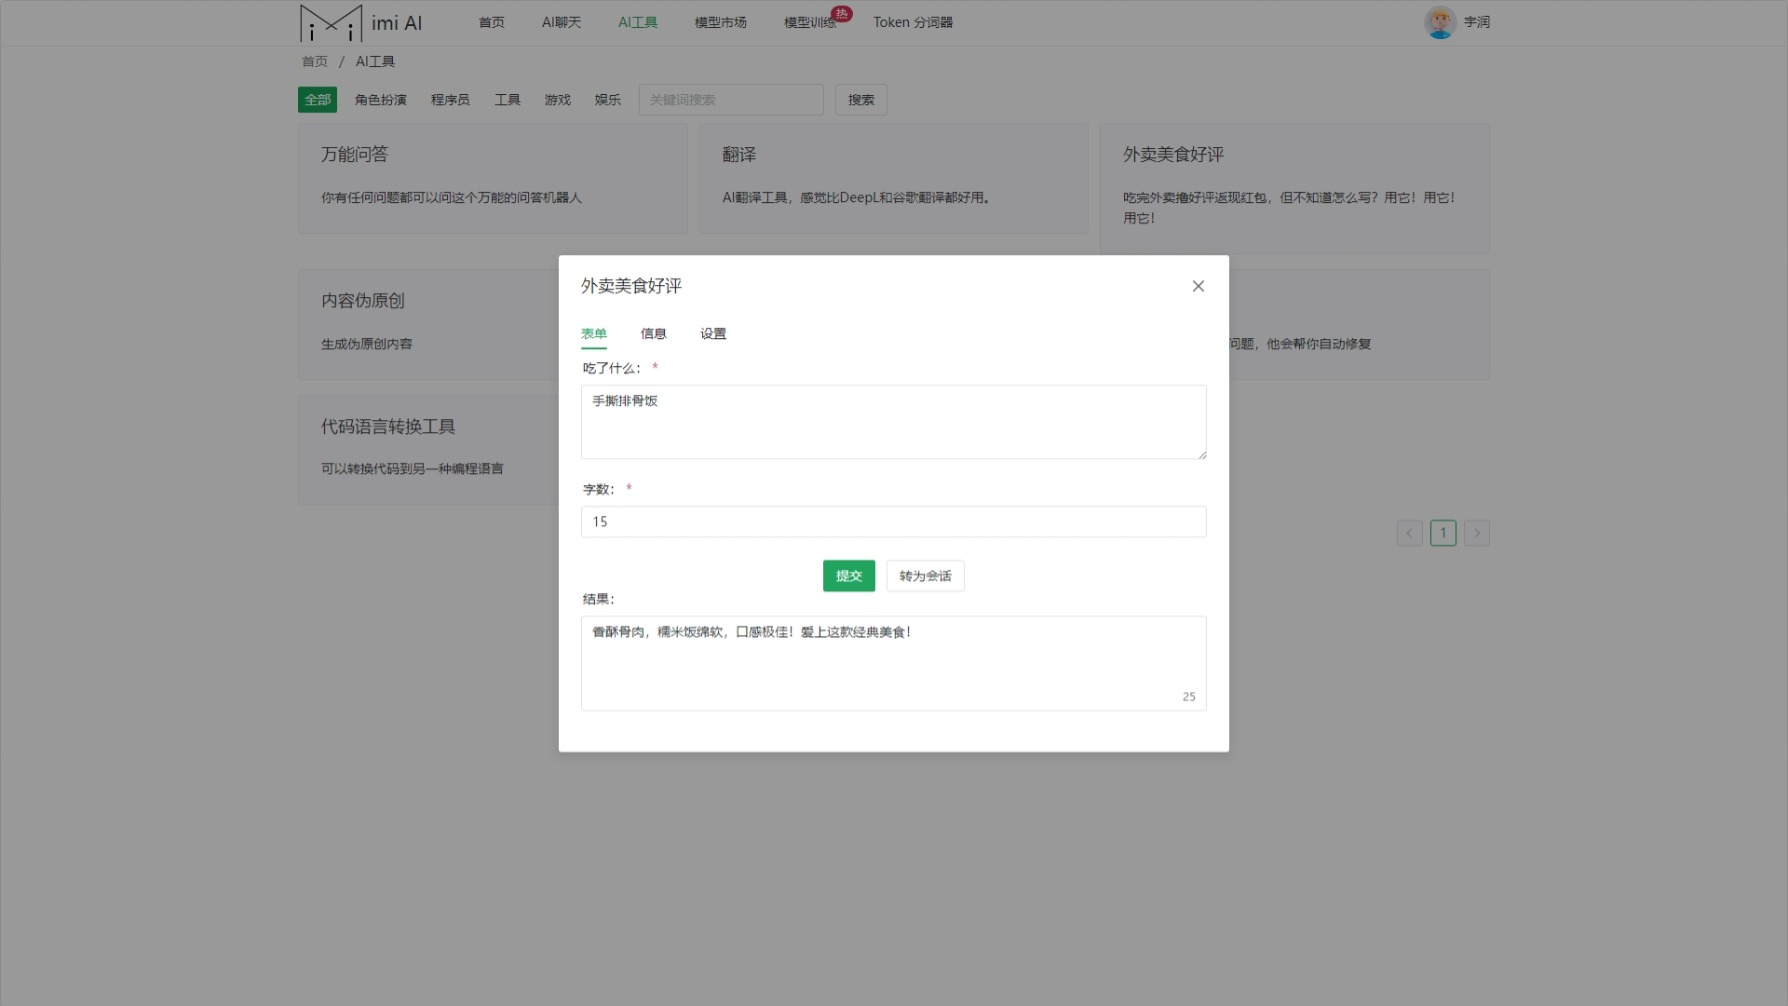 imi AI 首页 AI聊天 AI工具 模型市场 模型训练 热 Token 分词器 宇润
首页 / AI工具
全部 角色扮演 程序员 工具 游戏 娱乐 关键词搜索 搜索
万能问答
你有任何问题都可以问这个万能的问答机器人
翻译
AI翻译工具，感觉比DeepL和谷歌翻译都好用。
外卖美食好评
吃完外卖撸好评返现红包，但不知道怎么写？用它！用它！
用它！
内容伪原创
生成伪原创内容
问题，他会帮你自动修复
代码语言转换工具
可以转换代码到另一种编程语言
1
外卖美食好评
表单 信息 设置
吃了什么： *
手撕排骨饭
字数： *
15
提交 转为会话
结果：
香酥骨肉，糯米饭绵软，口感极佳！爱上这款经典美食！
25